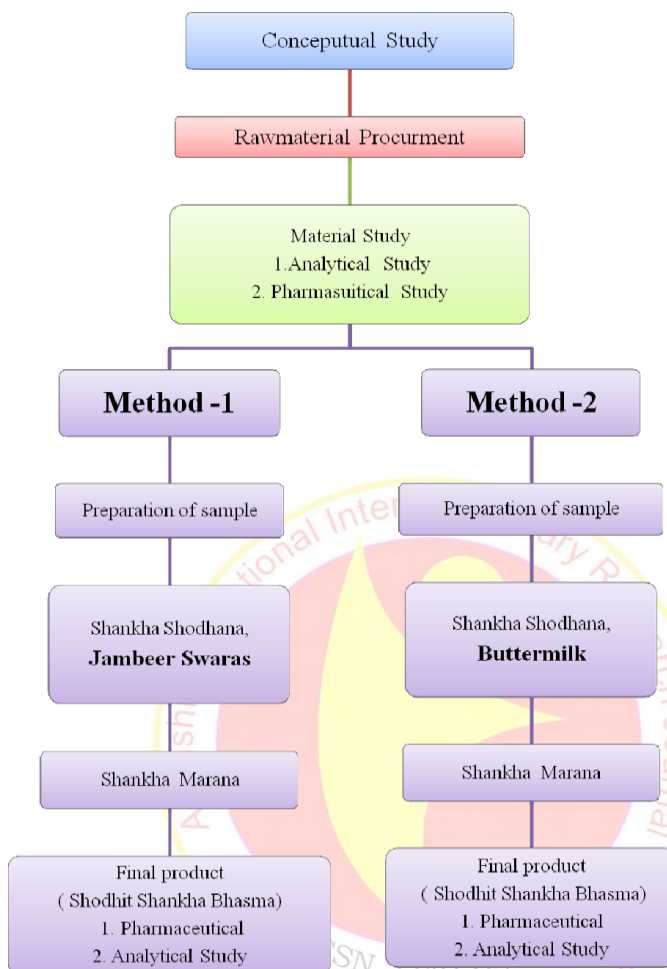 Conceputual Study
Rawmaterial Procurment
Material Study
1.Analytical Study
2. Pharmasuitical Study
Method -1
Preparation of sample
Shankha Shodhana,
Jambeer Swaras
Shankha Marana
Final product
( Shodhit Shankha Bhasma)
1. Pharmaceutical
2. Analytical Study
Method -2
Preparation of sample
Shankha Shodhana,
Buttermilk
Shankha Marana
Final product
( Shodhit Shankha Bhasma)
1. Pharmaceutical
2. Analytical Study